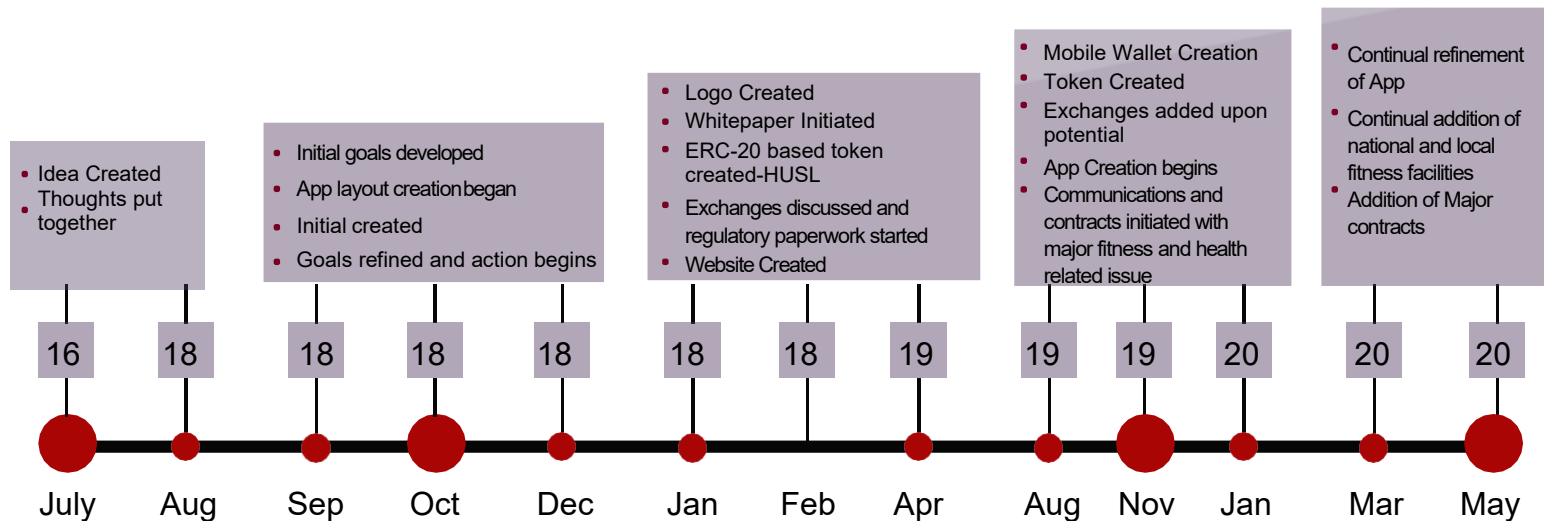 Idea Created
Thoughts put
together
Initial goals developed
App layout creation began
Initial created
Goals refined and action begins
Logo Created
Whitepaper Initiated
ERC-20 based token
created-HUSL
Exchanges discussed and
regulatory paperwork started
Website Created
Mobile Wallet Creation
Token Created
Exchanges added upon
potential
App Creation begins
Communications and
contracts initiated with
major fitness and health
related issue
Continual refinement
of App
Continual addition of
national and local
fitness facilities
Addition of Major
contracts
16 18 18 18 18 18 18 19 19 19 20 20 20
July Aug Sep Oct Dec Jan Feb Apr Aug Nov Jan Mar May